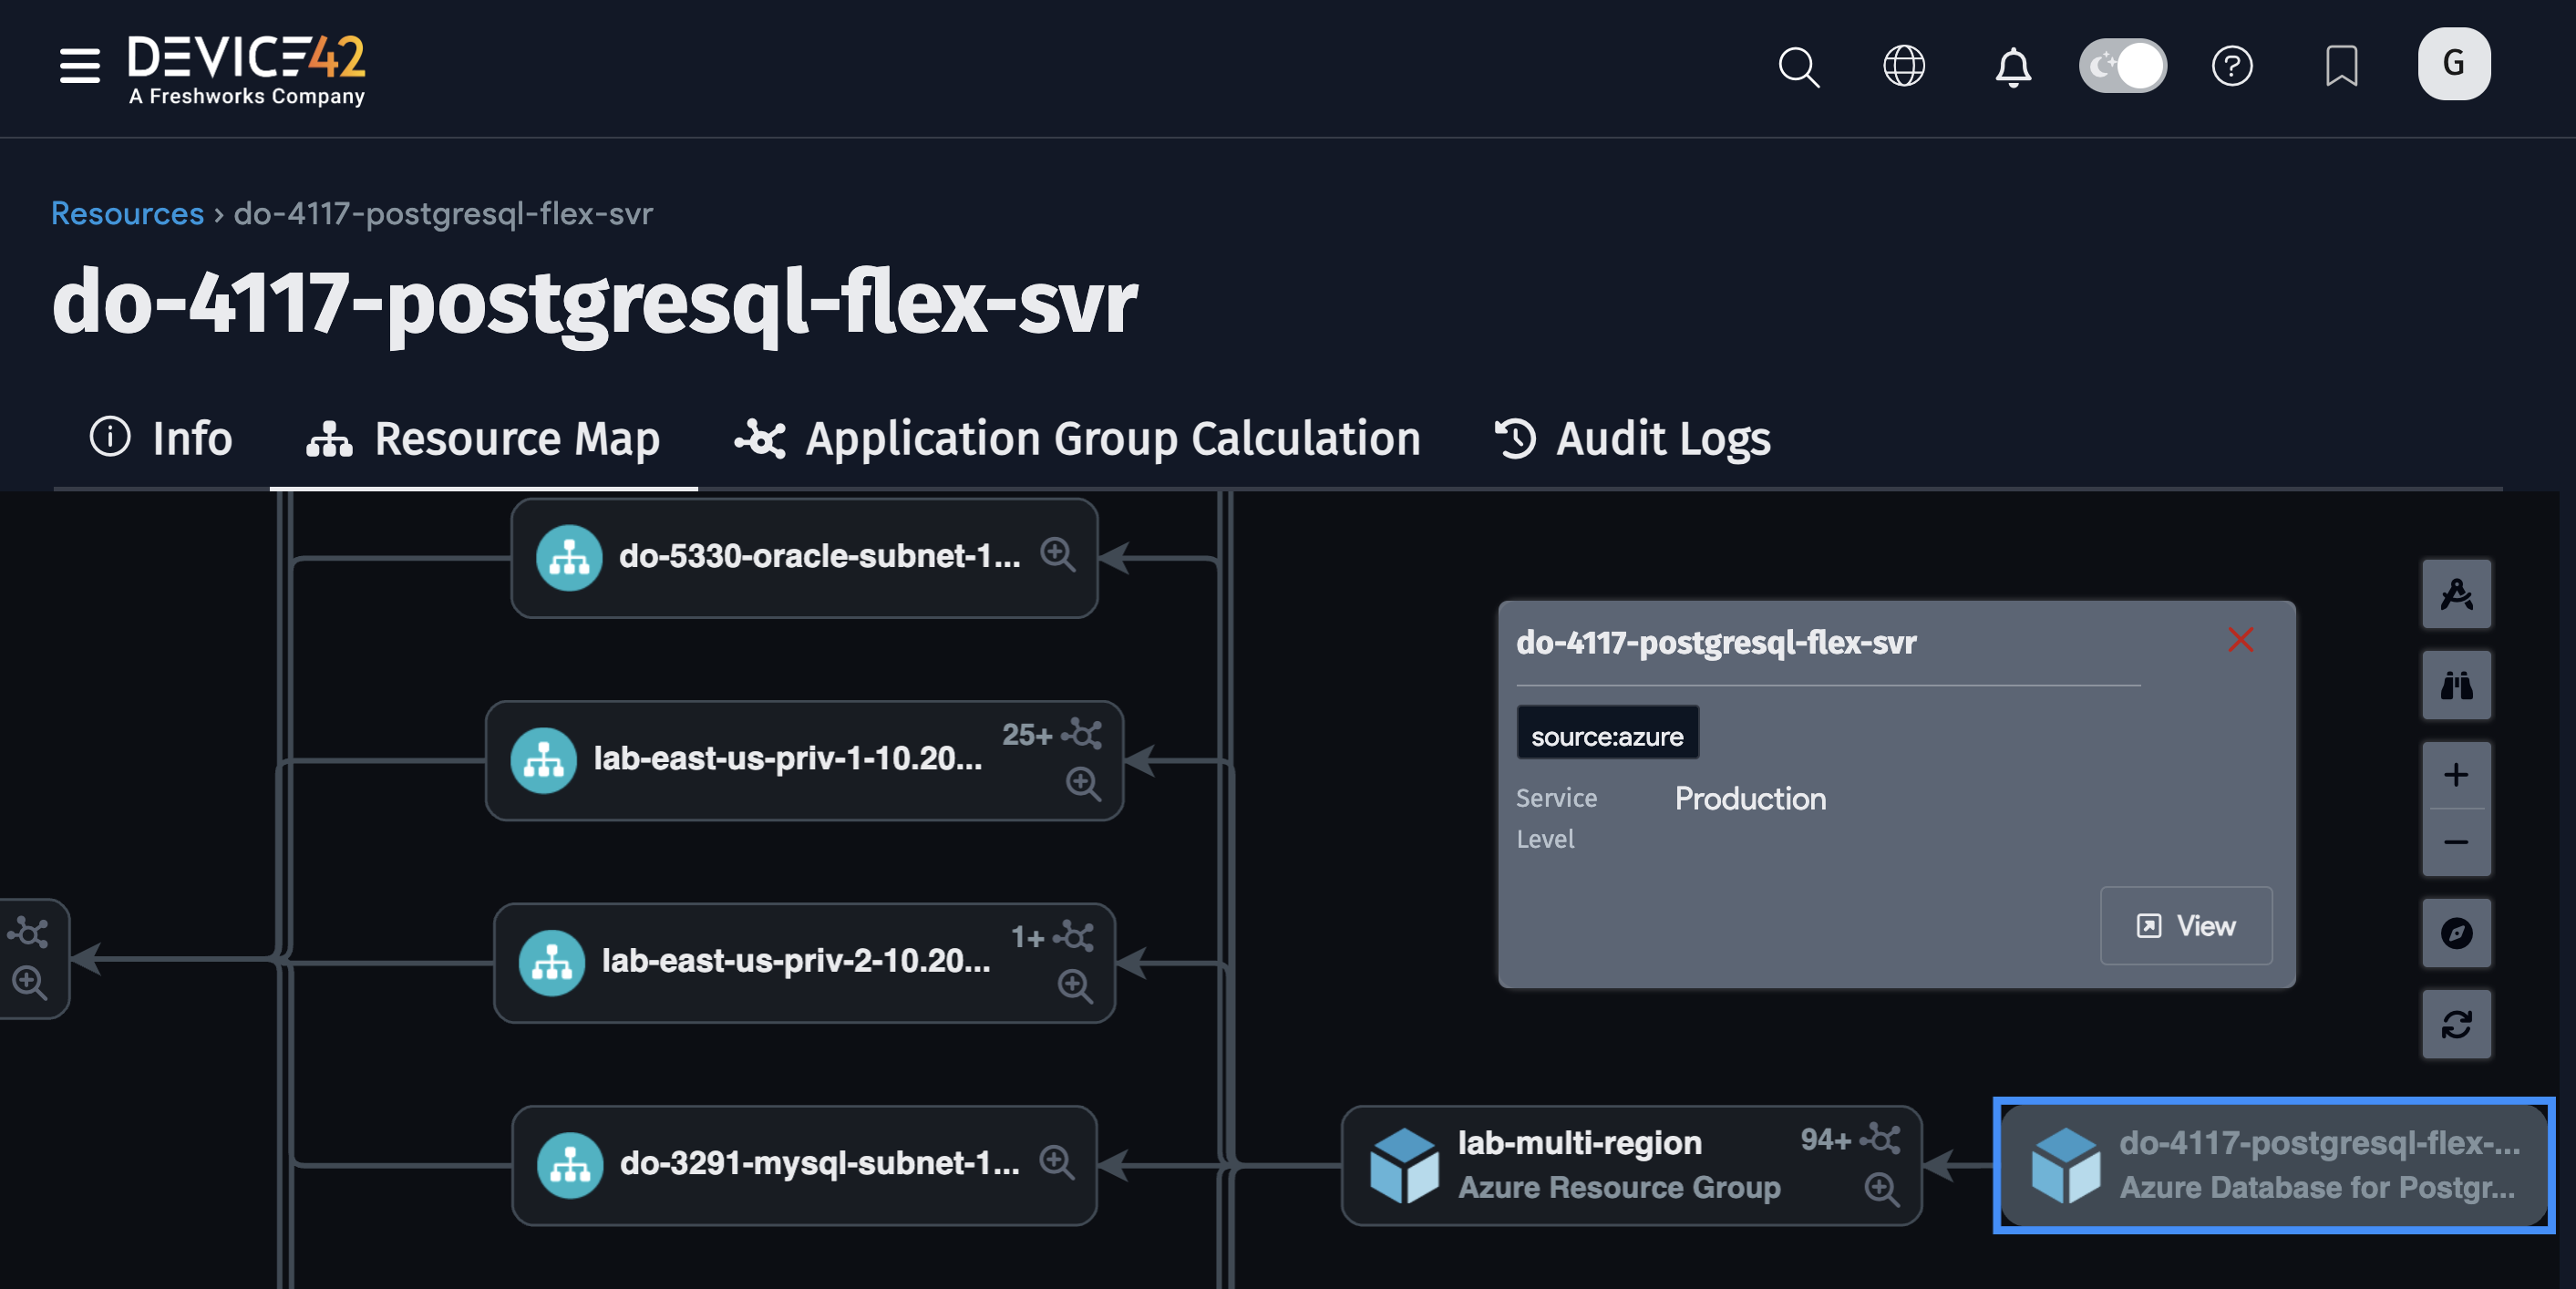 DEVICE42
A Freshworks Company
G
Resources › do-4117-postgresql-flex-svr
do-4117-postgresql-flex-svr
Info
Resource Map
Application Group Calculation
Audit Logs
do-5330-oracle-subnet-1...
do-4117-postgresql-flex-svr
source:azure
Service Level
Production
View
25+
lab-east-us-priv-1-10.20...
1+
lab-east-us-priv-2-10.20...
do-3291-mysql-subnet-1...
lab-multi-region
94+
Azure Resource Group
do-4117-postgresql-flex-...
Azure Database for Postgr...